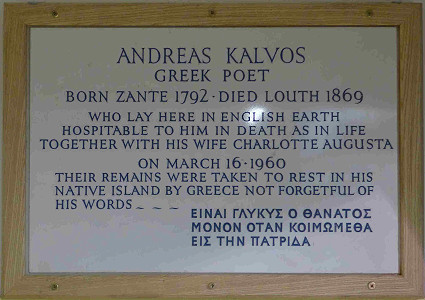 ANDREAS KALVOS
GREEK POET
BORN ZANTE 1792 · DIED LOUTH 1869
WHO LAY HERE IN ENGLISH EARTH
HOSPITABLE TO HIM IN DEATH AS IN LIFE
TOGETHER WITH HIS WIFE CHARLOTTE AUGUSTA
ON MARCH 16 · 1960
THEIR REMAINS WERE TAKEN TO REST IN HIS
NATIVE ISLAND BY GREECE NOT FORGETFUL OF
HIS WORDS ~ ~ ~
ΕΙΝΑΙ ΓΛΥΚΥΣ Ο ΘΑΝΑΤΟΣ
ΜΟΝΟΝ ΟΤΑΝ ΚΟΙΜΩΜΕΘΑ
ΕΙΣ ΤΗΝ ΠΑΤΡΙΔΑ